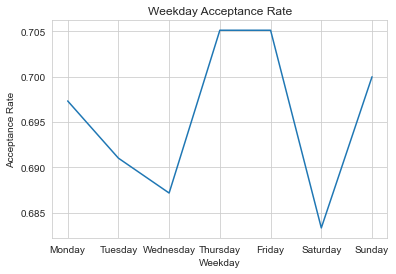 Weekday Acceptance Rate
0.705
0.700
0.695
0.690
0.685
Acceptance Rate
Monday Tuesday Wednesday Thursday Friday Saturday Sunday
Weekday